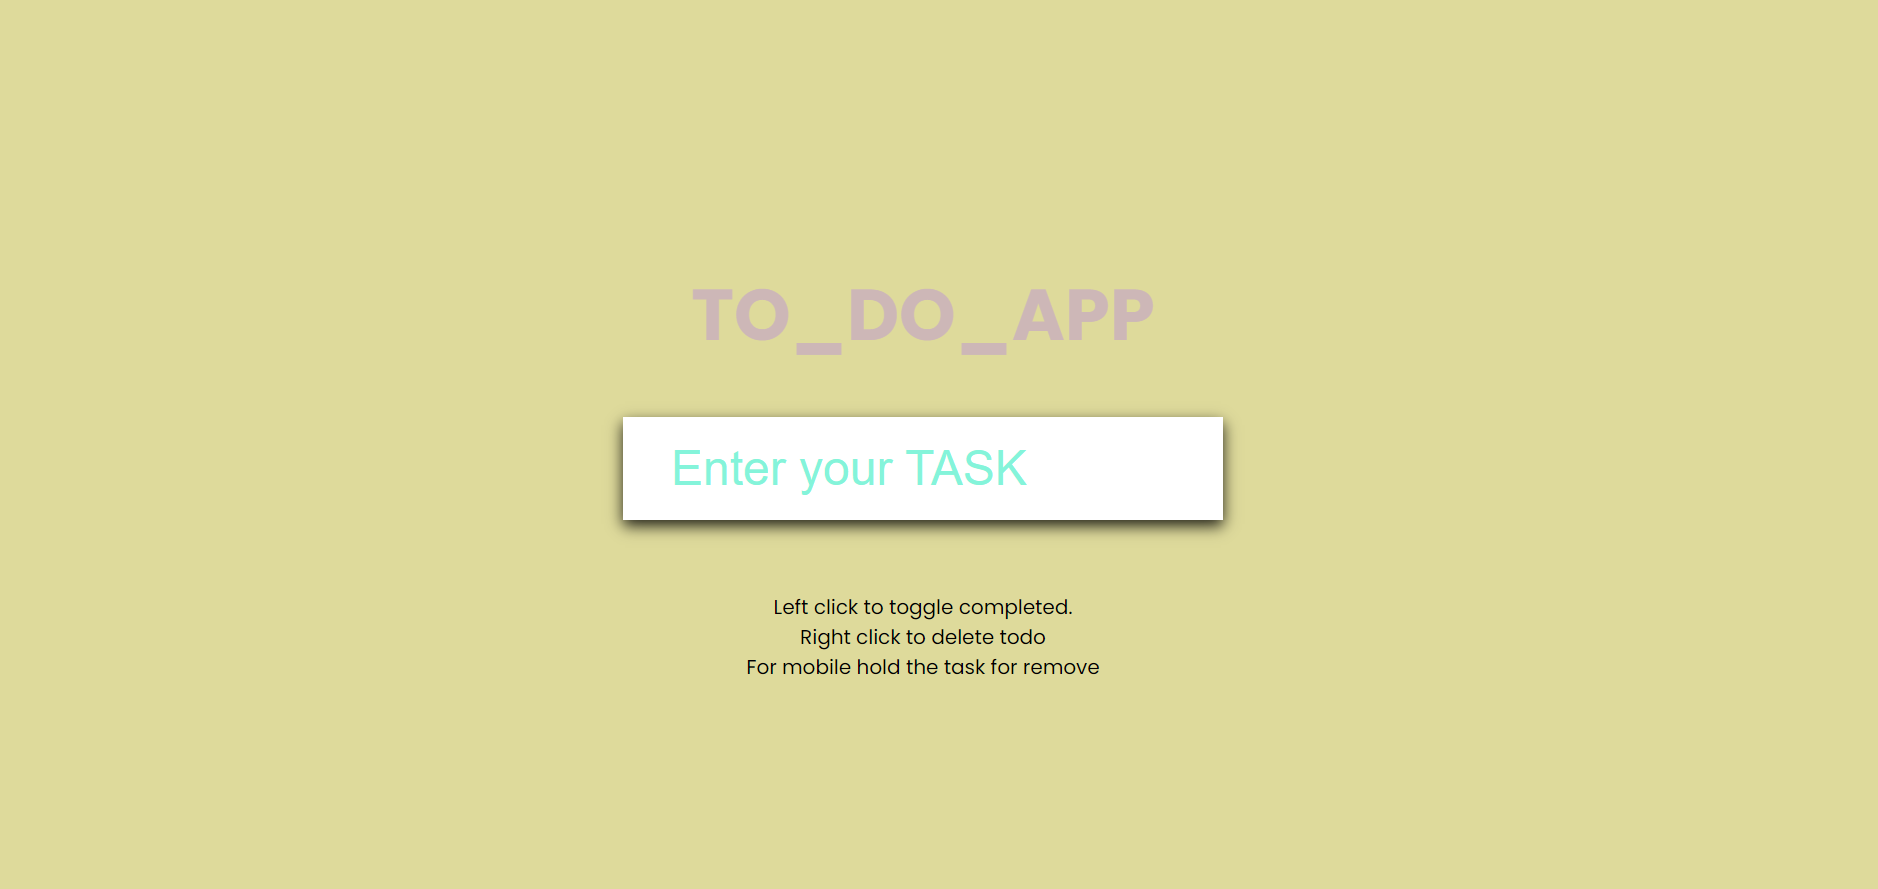 TO_DO_APP
Enter your TASK
Left click to toggle completed.
Right click to delete todo
For mobile hold the task for remove